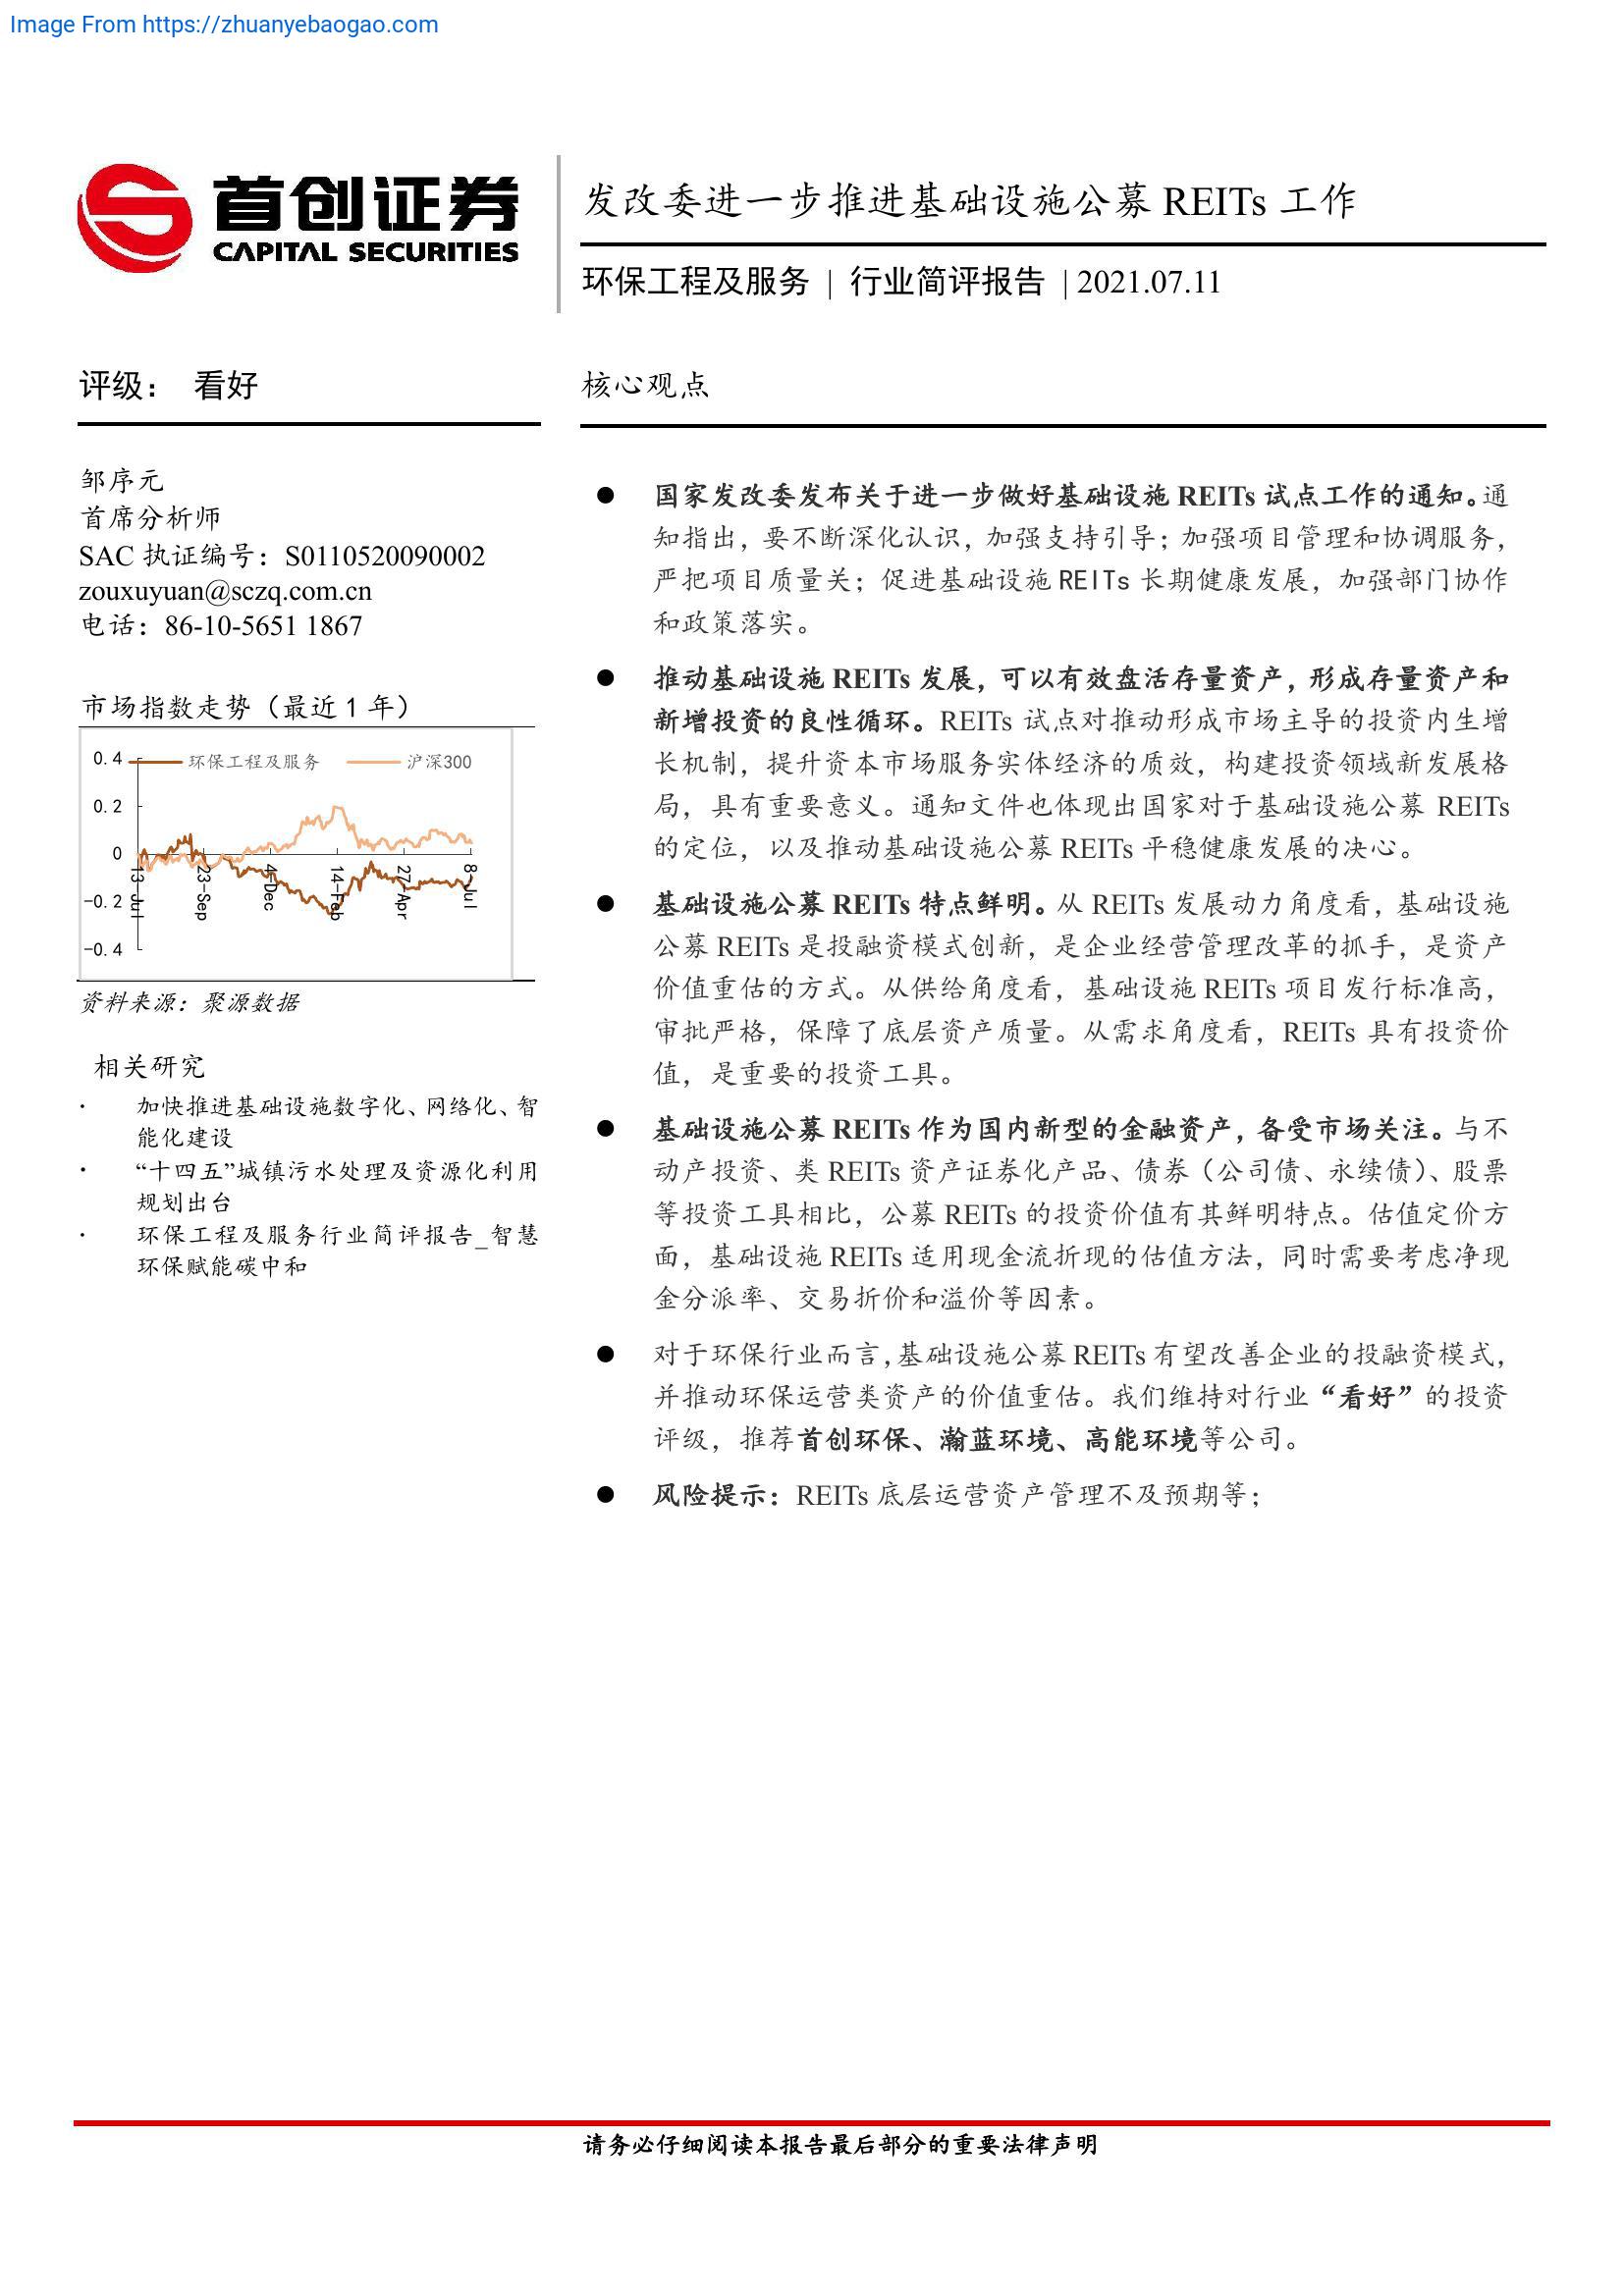 Image From https://zhuanyebaogao.com
首创证券
CAPITAL SECURITIES
发改委进一步推进基础设施公募 REITs 工作
环保工程及服务 | 行业简评报告 | 2021.07.11
评级： 看好
邹序元
首席分析师
SAC 执证编号：S0110520090002
zouxuyuan@sczq.com.cn
电话：86-10-5651 1867
市场指数走势（最近 1 年）
环保工程及服务 沪深300
0.4
0.2
0
-0.2
-0.4
13-Jul 23-Sep 4-Dec 14-Feb 27-Apr 8-Jul
资料来源：聚源数据
相关研究
· 加快推进基础设施数字化、网络化、智
能化建设
· “十四五”城镇污水处理及资源化利用
规划出台
· 环保工程及服务行业简评报告_智慧
环保赋能碳中和
核心观点
● 国家发改委发布关于进一步做好基础设施 REITs 试点工作的通知。通
知指出，要不断深化认识，加强支持引导；加强项目管理和协调服务，
严把项目质量关；促进基础设施REITs 长期健康发展，加强部门协作
和政策落实。
● 推动基础设施 REITs 发展，可以有效盘活存量资产，形成存量资产和
新增投资的良性循环。REITs 试点对推动形成市场主导的投资内生增
长机制，提升资本市场服务实体经济的质效，构建投资领域新发展格
局，具有重要意义。通知文件也体现出国家对于基础设施公募 REITs
的定位，以及推动基础设施公募 REITs 平稳健康发展的决心。
● 基础设施公募 REITs 特点鲜明。从 REITs 发展动力角度看，基础设施
公募 REITs 是投融资模式创新，是企业经营管理改革的抓手，是资产
价值重估的方式。从供给角度看，基础设施 REITs 项目发行标准高，
审批严格，保障了底层资产质量。从需求角度看，REITs 具有投资价
值，是重要的投资工具。
● 基础设施公募 REITs 作为国内新型的金融资产，备受市场关注。与不
动产投资、类 REITs 资产证券化产品、债券（公司债、永续债）、股票
等投资工具相比，公募 REITs 的投资价值有其鲜明特点。估值定价方
面，基础设施 REITs 适用现金流折现的估值方法，同时需要考虑净现
金分派率、交易折价和溢价等因素。
● 对于环保行业而言，基础设施公募 REITs 有望改善企业的投融资模式，
并推动环保运营类资产的价值重估。我们维持对行业“看好”的投资
评级，推荐首创环保、瀚蓝环境、高能环境等公司。
● 风险提示：REITs 底层运营资产管理不及预期等；
请务必仔细阅读本报告最后部分的重要法律声明